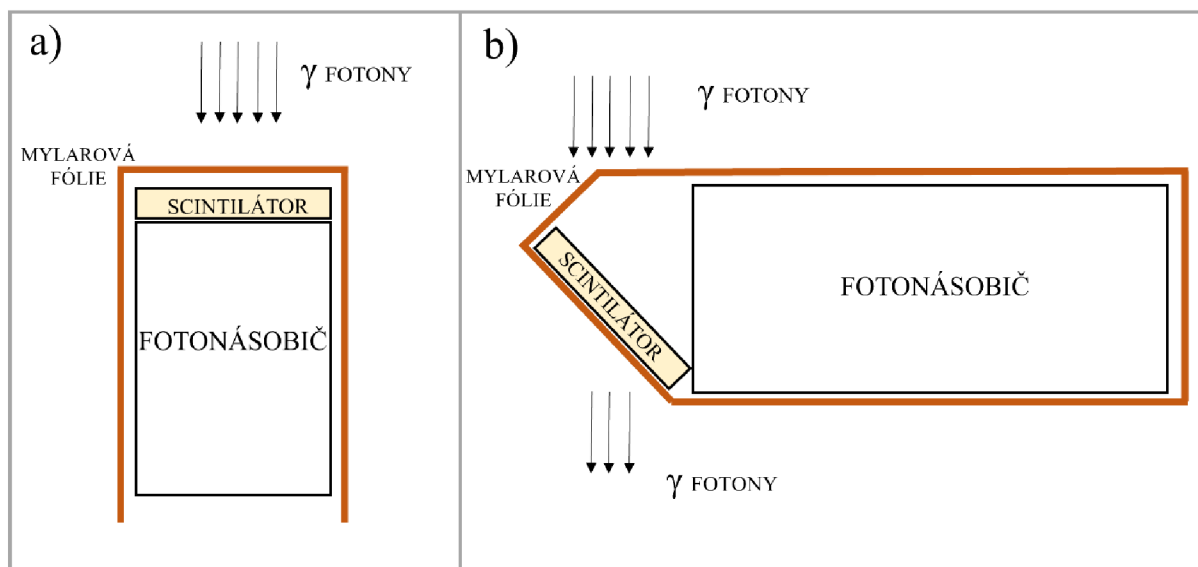 a)
γ FOTONY
MYLAROVÁ
FÓLIE
SCINTILÁTOR
FOTONÁSOBIČ
b)
γ FOTONY
MYLAROVÁ
FÓLIE
SCINTILÁTOR
FOTONÁSOBIČ
γ FOTONY